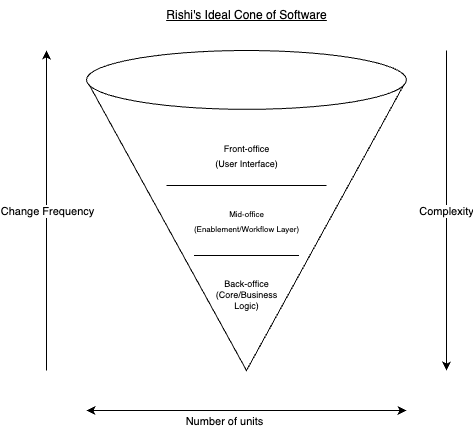 Rishi's Ideal Cone of Software
Front-office
(User Interface)
Change Frequency
Mid-office
(Enablement/Workflow Layer)
Complexity
Back-office
(Core/Business
Logic)
Number of units